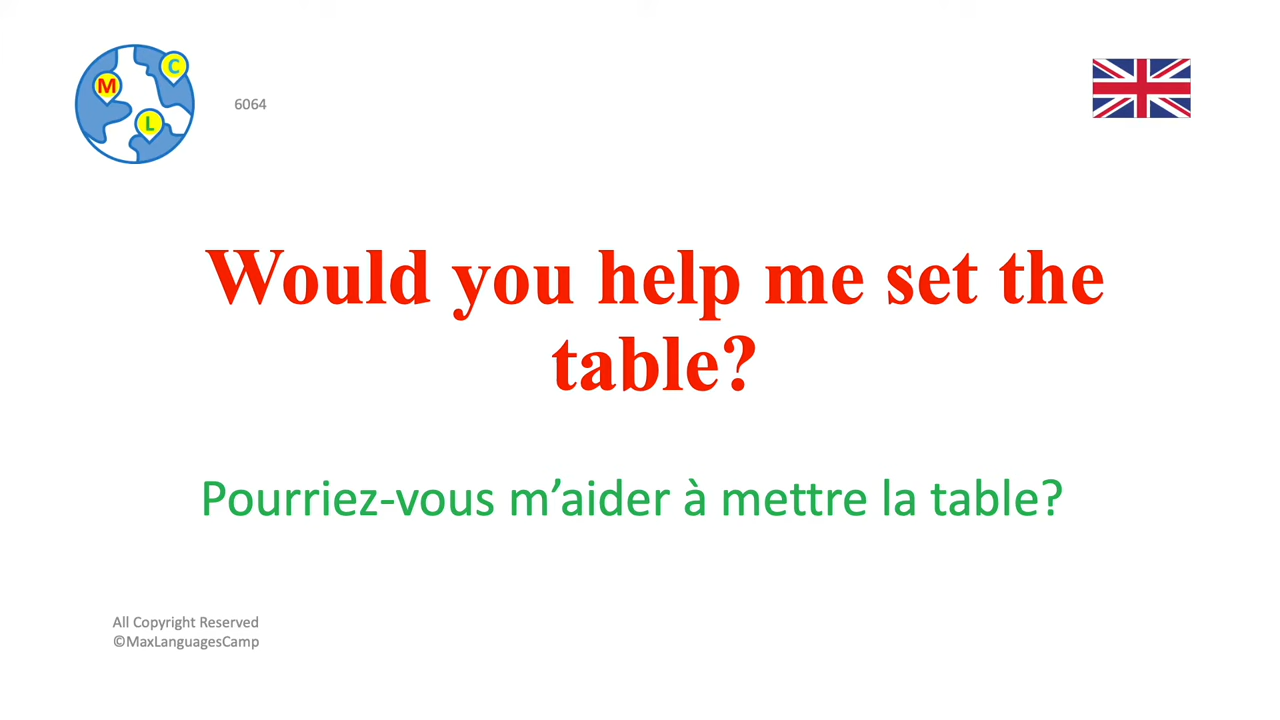 M
C
L
6064
Would you help me set the
table?
Pourriez-vous m’aider à mettre la table?
All Copyright Reserved
©MaxLanguagesCamp